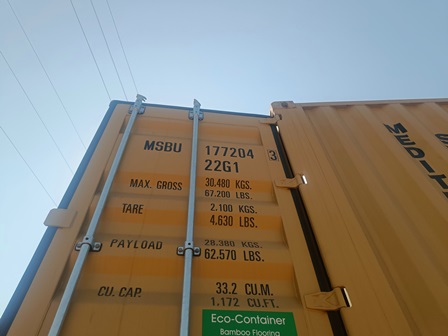 MSBU 177204 3
22G1
MAX. GROSS 30.480 KGS.
67.200 LBS.
TARE 2.100 KGS.
4.630 LBS.
PAYLOAD 28.380 KGS.
62.570 LBS.
CU. CAP. 33.2 CU.M.
1.172 CU.FT.
Eco-Container
Bamboo Flooring